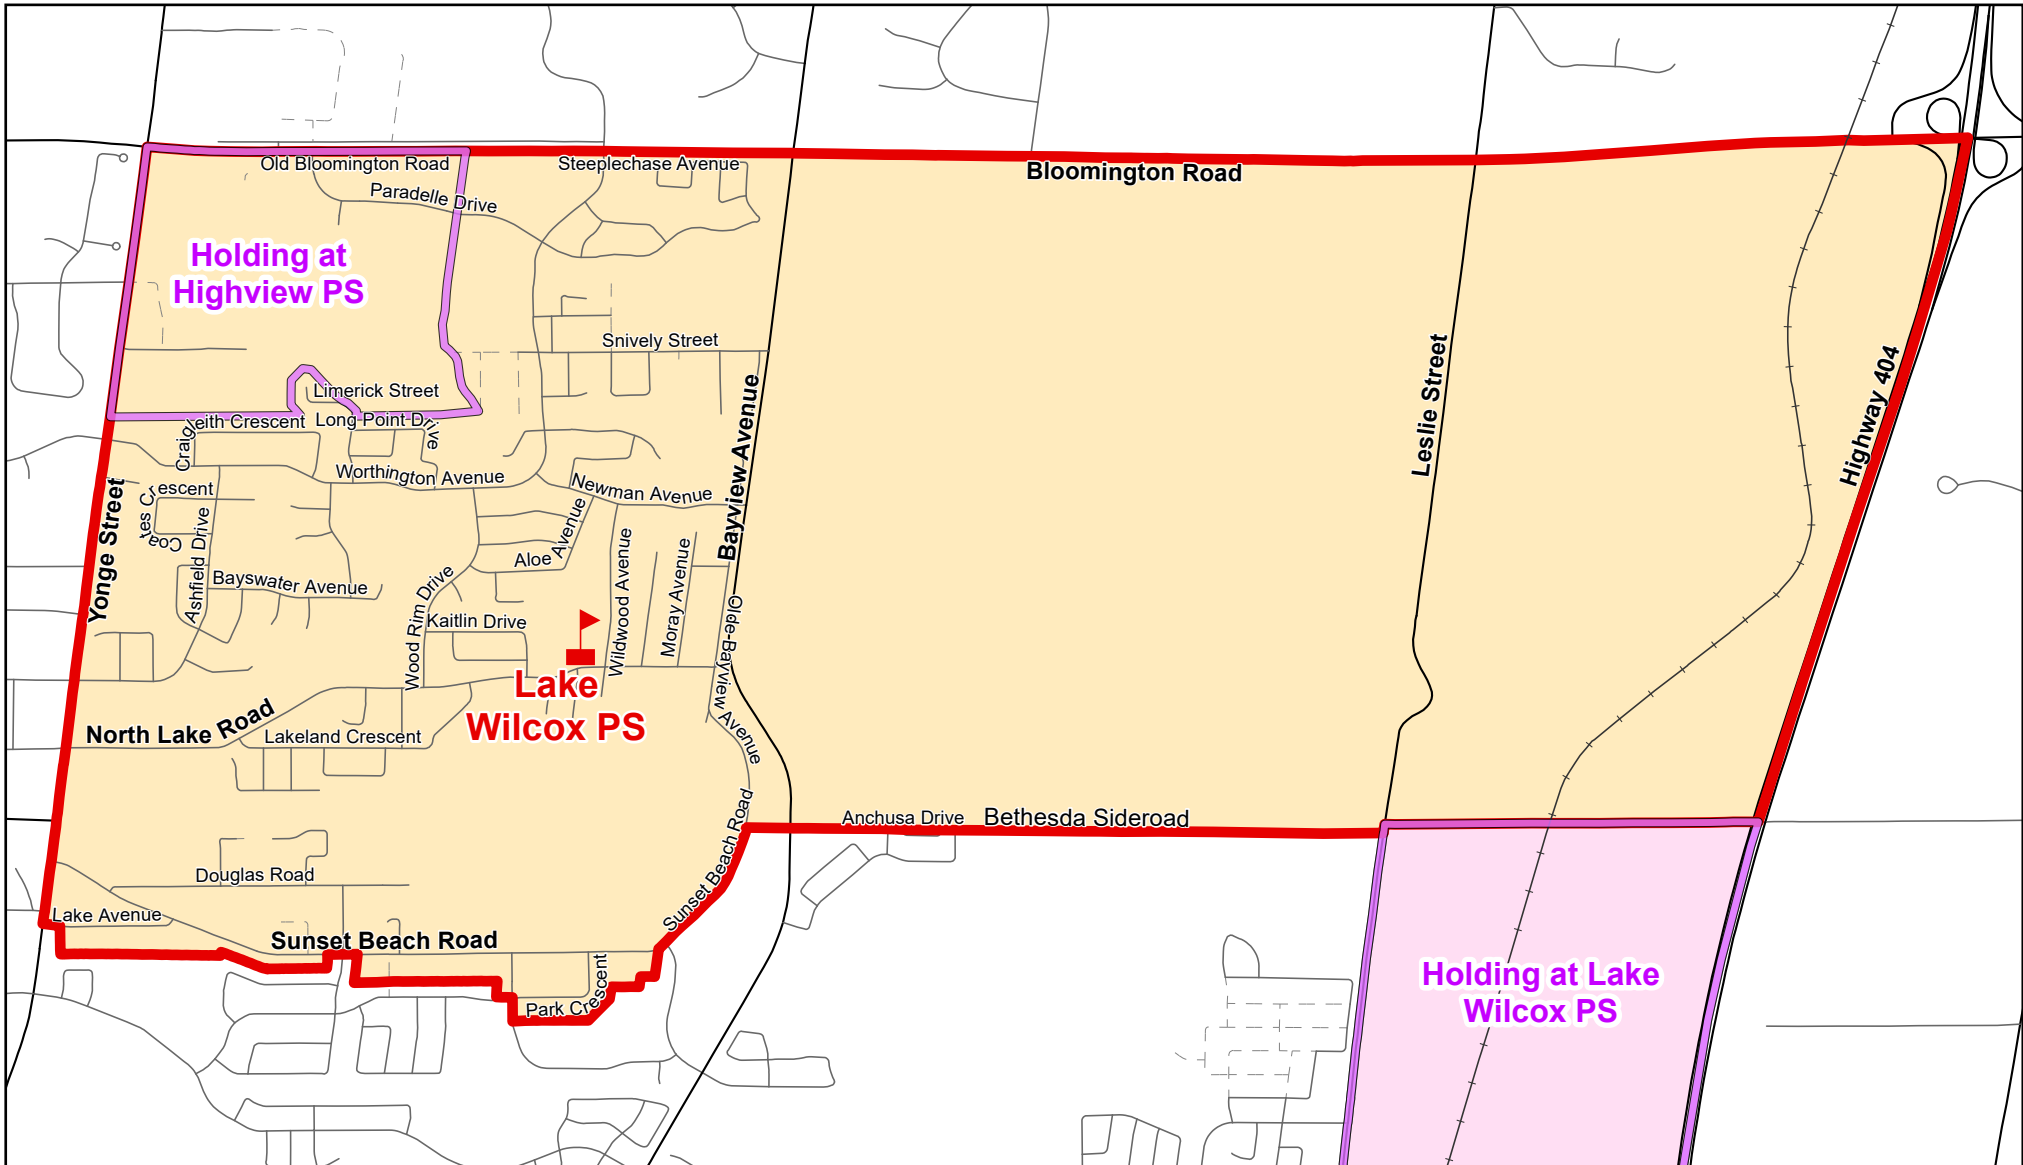 Old Bloomington Road
Steeplechase Avenue
Bloomington Road
Paradelle Drive
Holding at
Highview PS
Snively Street
Limerick Street
Craigleith Crescent
Long Point Drive
Bayview Avenue
Leslie Street
Highway 404
Worthington Avenue
Newman Avenue
Yonge Street
Coates Crescent
Ashfield Drive
Aloe Avenue
Wildwood Avenue
Moray Avenue
Bayswater Avenue
Wood Rim Drive
Kaitlin Drive
Olde Bayview Avenue
Lake
Wilcox PS
North Lake Road
Lakeland Crescent
Anchusa Drive
Bethesda Sideroad
Sunset Beach Road
Douglas Road
Lake Avenue
Sunset Beach Road
Park Crescent
Holding at Lake
Wilcox PS